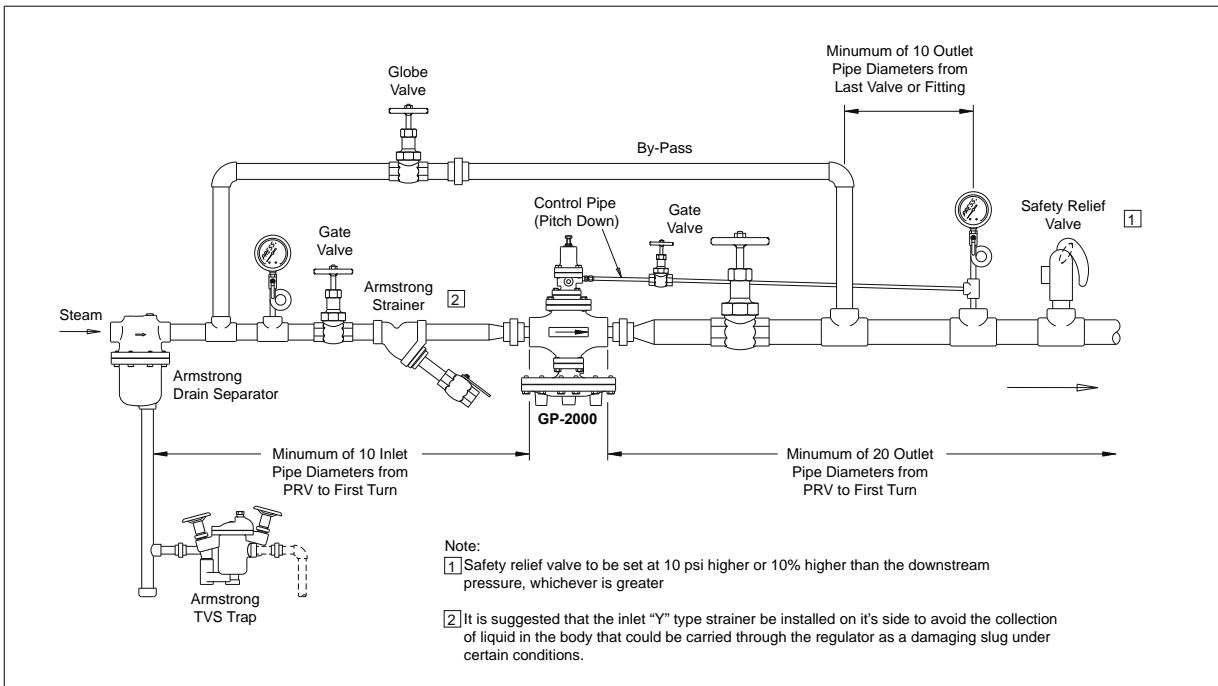 Minumum of 10 Outlet
Pipe Diameters from
Last Valve or Fitting
Globe
Valve
By-Pass
Control Pipe
(Pitch Down)
Gate
Valve
Safety Relief
Valve
1
Gate
Valve
Armstrong
Strainer
2
Steam
Armstrong
Drain Separator
GP-2000
Minumum of 10 Inlet
Pipe Diameters from
PRV to First Turn
Minumum of 20 Outlet
Pipe Diameters from
PRV to First Turn
Armstrong
TVS Trap
Note:
1 Safety relief valve to be set at 10 psi higher or 10% higher than the downstream
pressure, whichever is greater
2 It is suggested that the inlet “Y” type strainer be installed on it’s side to avoid the collection
of liquid in the body that could be carried through the regulator as a damaging slug under
certain conditions.